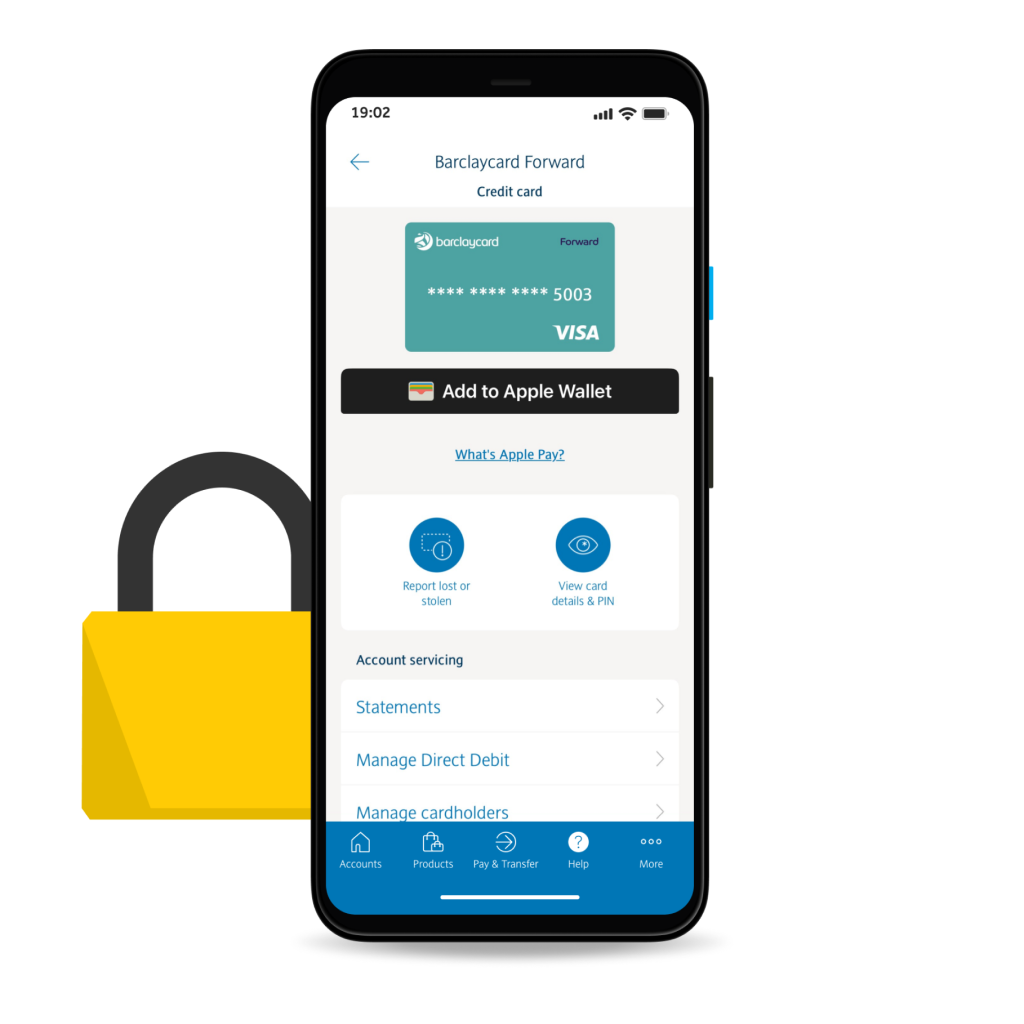 19:02
Barclaycard Forward
Credit card
barclaycard Forward
**** **** **** 5003
VISA
Add to Apple Wallet
What's Apple Pay?
Report lost or
stolen
View card
details & PIN
Account servicing
Statements
Manage Direct Debit
Manage cardholders
Accounts Products Pay & Transfer Help More